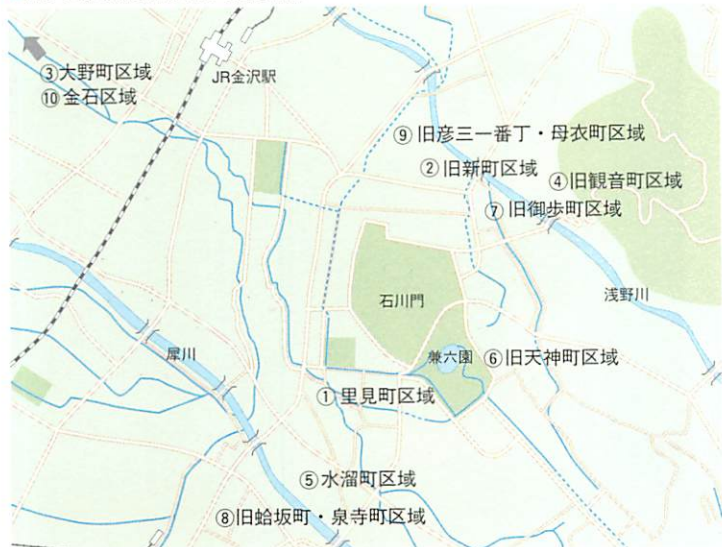 ③大野町区域
⑩金石区域
JR金沢駅
⑨旧彦三一番丁・母衣町区域
②旧新町区域
④旧観音町区域
⑦旧御歩町区域
石川門
浅野川
犀川
兼六園
⑥旧天神町区域
①里見町区域
⑤水溜町区域
⑧旧蛤坂町・泉寺町区域